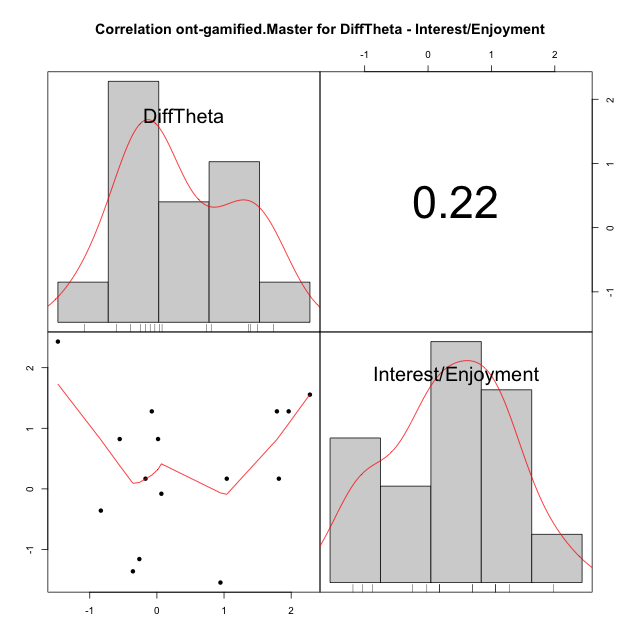 Correlation ont-gamified.Master for DiffTheta - Interest/Enjoyment
-1 0 1 2
DiffTheta
0.22
2
1
0
-1
Interest/Enjoyment
2
1
0
-1
-1 0 1 2